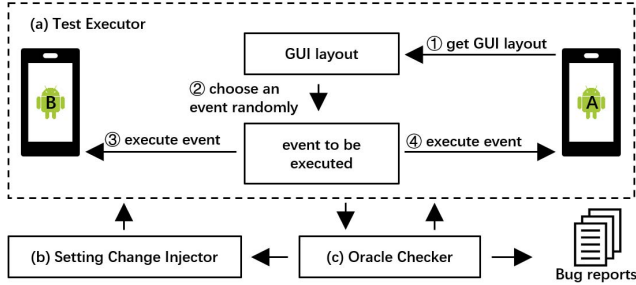 (a) Test Executor
GUI layout
① get GUI layout
② choose an
event randomly
B
A
③ execute event
event to be
executed
④ execute event
(b) Setting Change Injector
(c) Oracle Checker
Bug reports